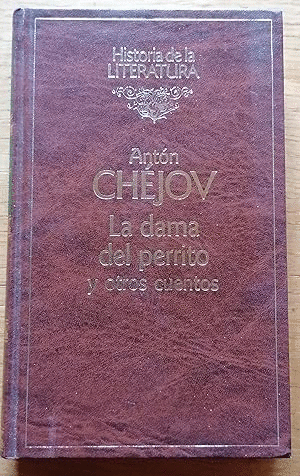 Historia de la
LITERATURA
Antón
CHÉJOV
La dama
del perrito
y otros cuentos